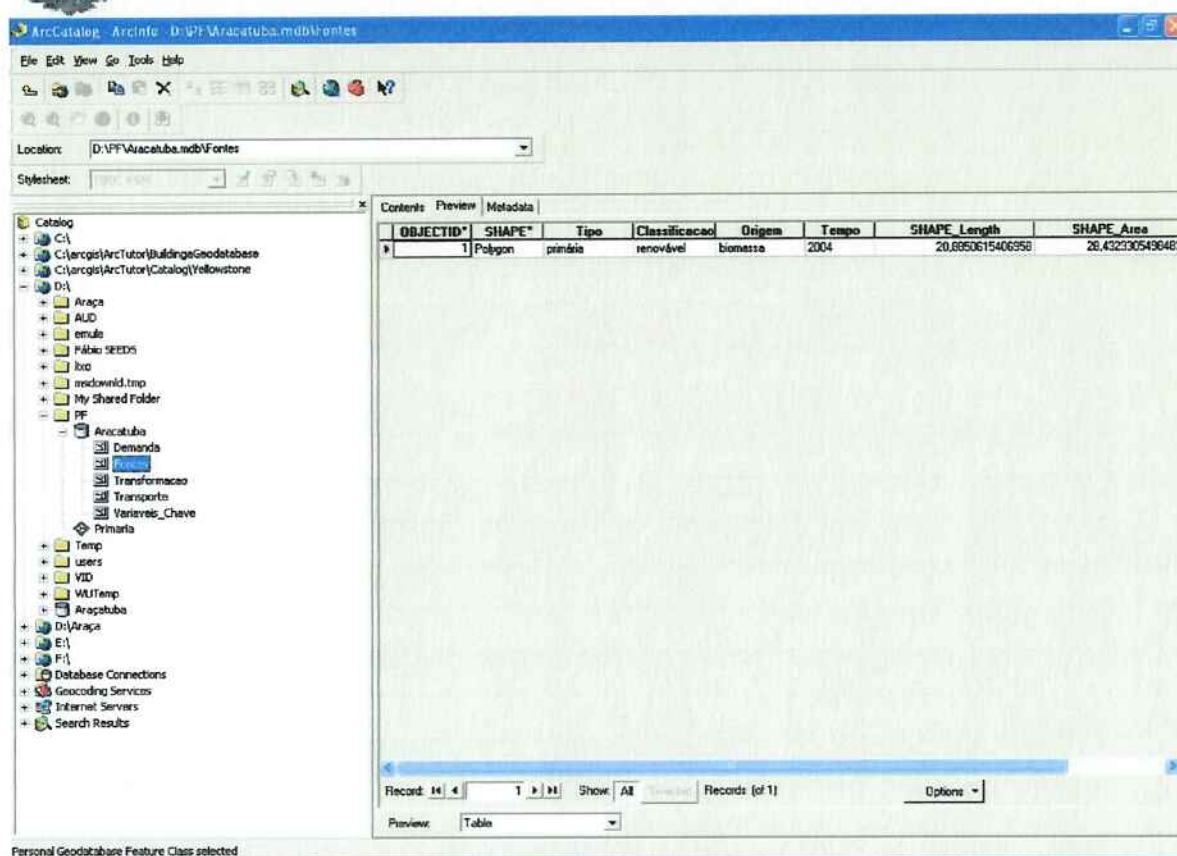 ArcCatalog - ArcInfo - D:\PF\Aracatuba.mdb\Fontes
File Edit View Go Tools Help
Location: D:\PF\Aracatuba.mdb\Fontes
Stylesheet:
Catalog
C:\
C:\arcgis\ArcTutor\BuildingaGeodatabase
C:\arcgis\ArcTutor\Catalog\Yellowstone
D:\
Araça
AUD
emule
Fábio SEEDS
lixo
msdownld.tmp
My Shared Folder
PF
Aracatuba
Demanda
Fontes
Transformacao
Transporte
Variaveis_Chave
Primaria
Temp
users
VID
WUTemp
Araçatuba
D:\Araça
E:\
F:\
Database Connections
Geocoding Services
Internet Servers
Search Results
Contents Preview Metadata
OBJECTID* SHAPE* Tipo Classificacao Origem Tempo SHAPE_Length SHAPE_Area
1 Polygon primária renovável biomassa 2004
Record: 1 Show: All Selected Records (of 1) Options
Preview: Table
Personal Geodatabase Feature Class selected